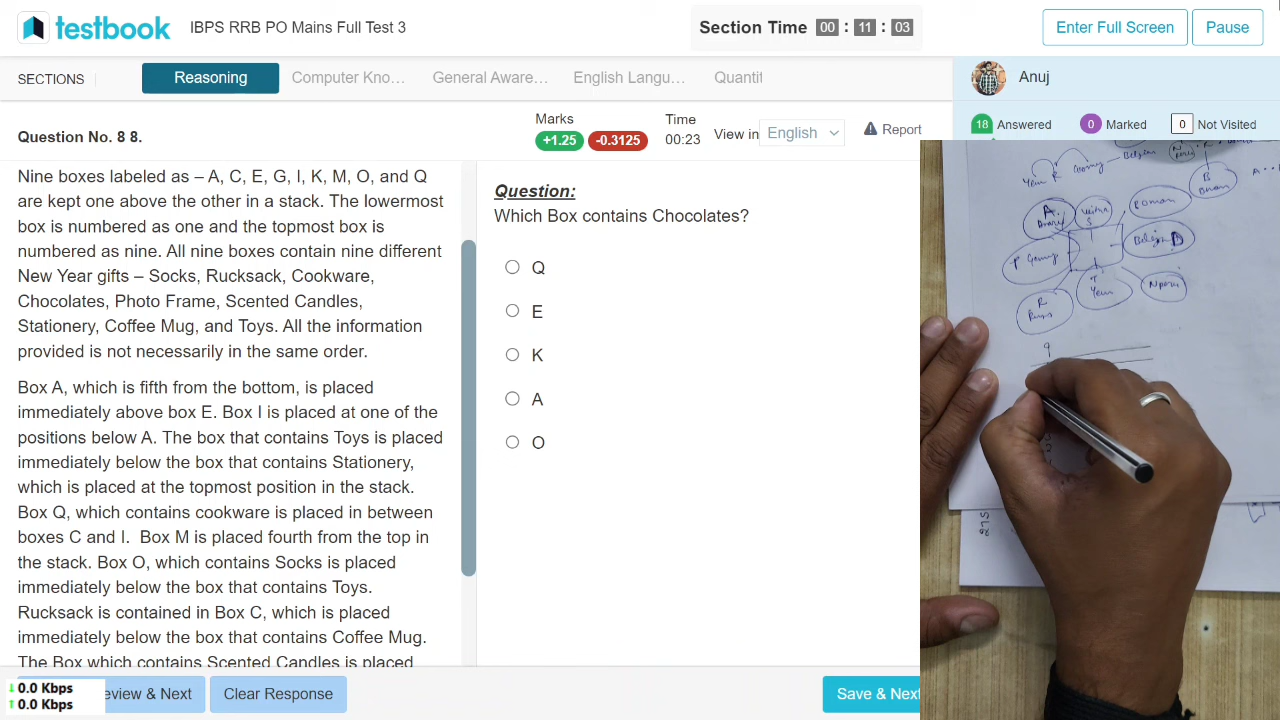 testbook
IBPS RRB PO Mains Full Test 3
Section Time 00 : 11 : 03
Enter Full Screen
Pause
SECTIONS
Reasoning
Computer Kno...
General Aware...
English Langu...
Quantit
Anuj
18 Answered
0 Marked
0 Not Visited
Question No. 8 8.
Marks
+1.25 -0.3125
Time
00:23
View in English
Report
Nine boxes labeled as – A, C, E, G, I, K, M, O, and Q
are kept one above the other in a stack. The lowermost
box is numbered as one and the topmost box is
numbered as nine. All nine boxes contain nine different
New Year gifts – Socks, Rucksack, Cookware,
Chocolates, Photo Frame, Scented Candles,
Stationery, Coffee Mug, and Toys. All the information
provided is not necessarily in the same order.
Box A, which is fifth from the bottom, is placed
immediately above box E. Box I is placed at one of the
positions below A. The box that contains Toys is placed
immediately below the box that contains Stationery,
which is placed at the topmost position in the stack.
Box Q, which contains cookware is placed in between
boxes C and I. Box M is placed fourth from the top in
the stack. Box O, which contains Socks is placed
immediately below the box that contains Toys.
Rucksack is contained in Box C, which is placed
immediately below the box that contains Coffee Mug.
The Box which contains Scented Candles is placed
Question:
Which Box contains Chocolates?
Q
E
K
A
O
eview & Next
Clear Response
Save & Nex
↓ 0.0 Kbps
↑ 0.0 Kbps
Yemi R
Belgian
B
Roman
A
S
Belgian D
P
T
Yemi
R
9
275